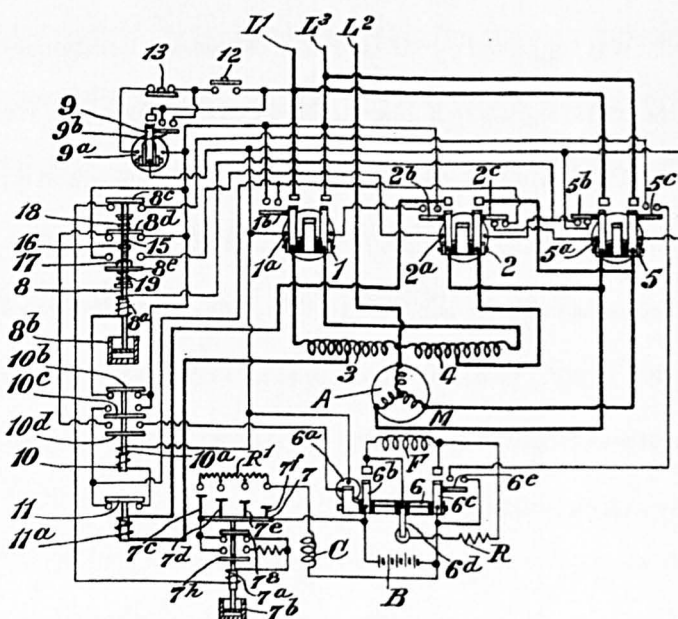 L¹ L³ L²
13 12
9
9b
9a
8c
18 8d
16 15
17 8e
8 19
8a
8b
10b
10c
10d
10 10a
11
11a
1b
1a 1
2b 2c
2a 2
5b 5c
5a 5
3 4
A M
6a F
R¹ 7f 7 6b 6 6c 6e
7c 7d 7e
7h 7g C 6d R
7a B
7b